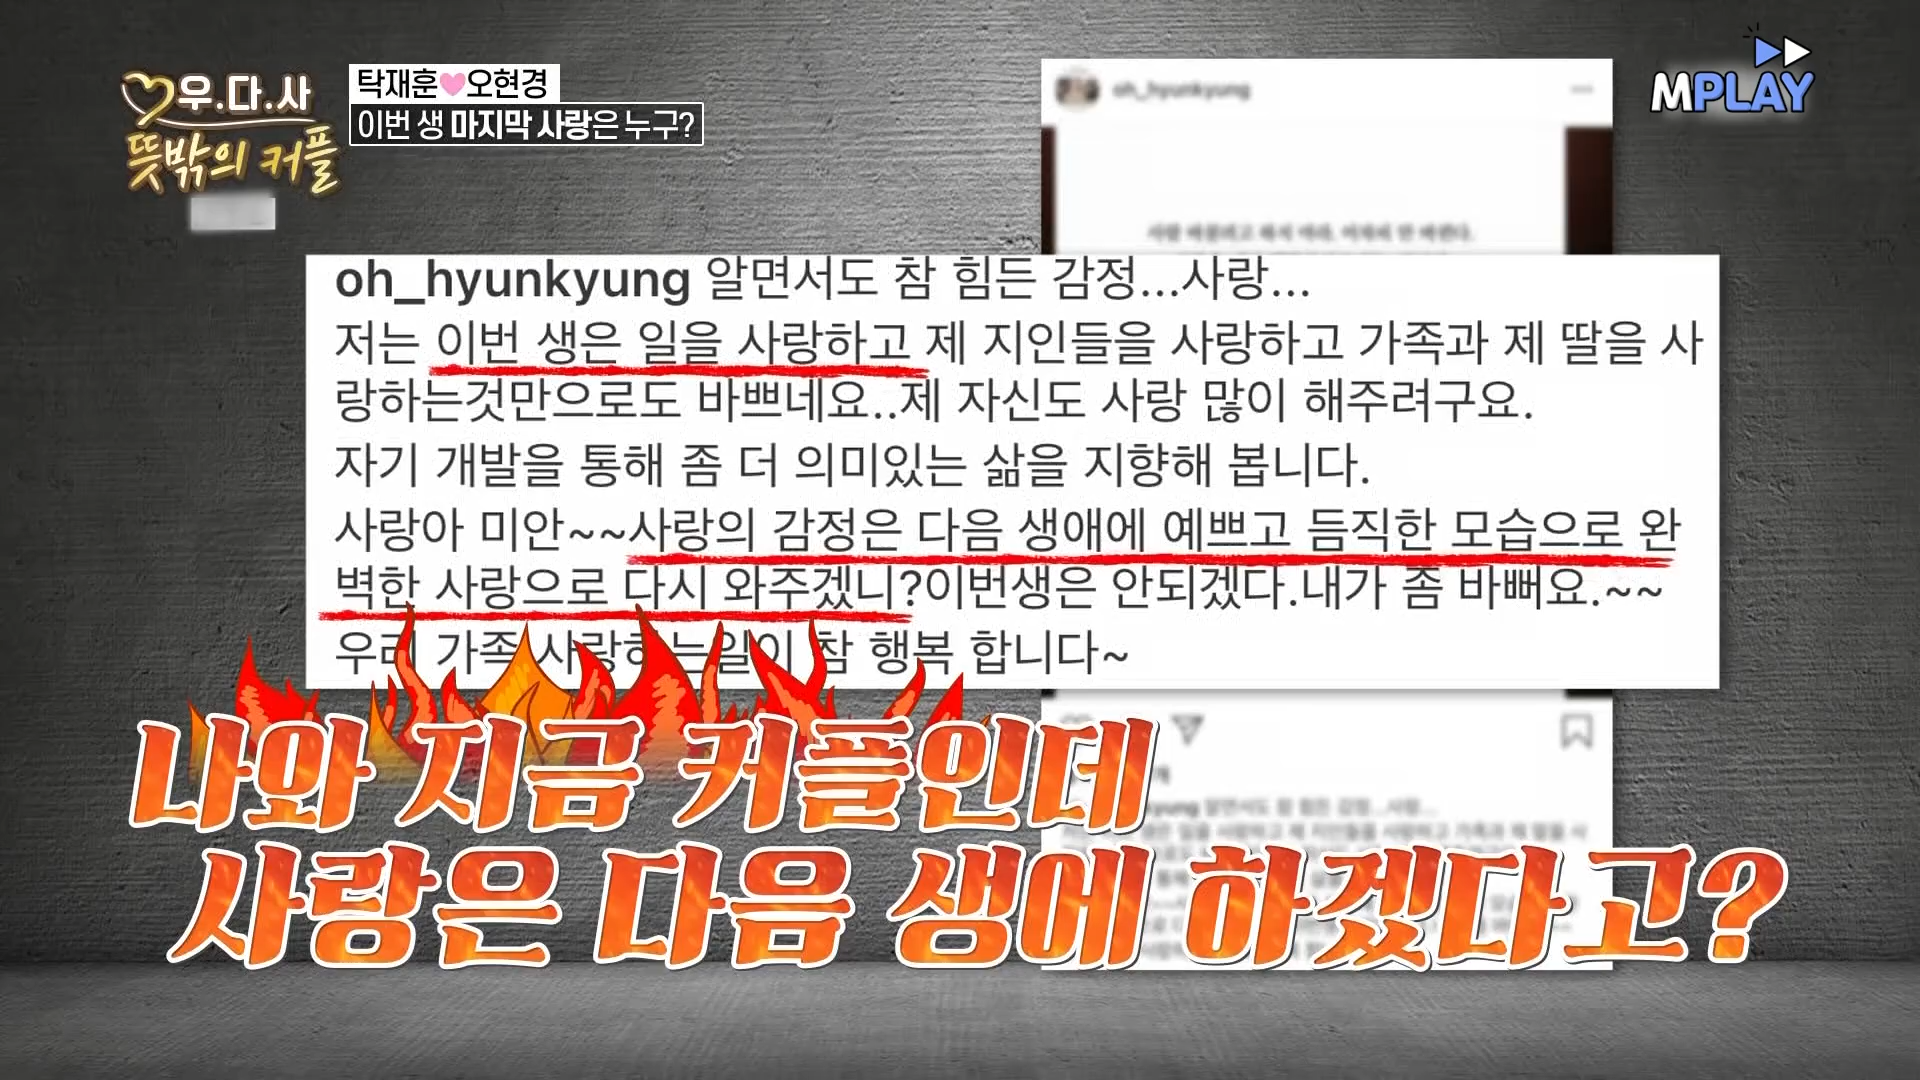 우.다.사
뜻밖의 커플
탁재훈 오현경
이번 생 마지막 사랑은 누구?
MPLAY
oh_hyunkyung
oh_hyunkyung 알면서도 참 힘든 감정...사랑...
저는 이번 생은 일을 사랑하고 제 지인들을 사랑하고 가족과 제 딸을 사
랑하는것만으로도 바쁘네요..제 자신도 사랑 많이 해주려구요.
자기 개발을 통해 좀 더 의미있는 삶을 지향해 봅니다.
사랑아 미안~~사랑의 감정은 다음 생애에 예쁘고 듬직한 모습으로 완
벽한 사랑으로 다시 와주겠니?이번생은 안되겠다.내가 좀 바뻐요.~~
우리 가족 사랑하는일이 참 행복 합니다~
나와 지금 커플인데
사랑은 다음 생에 하겠다고?